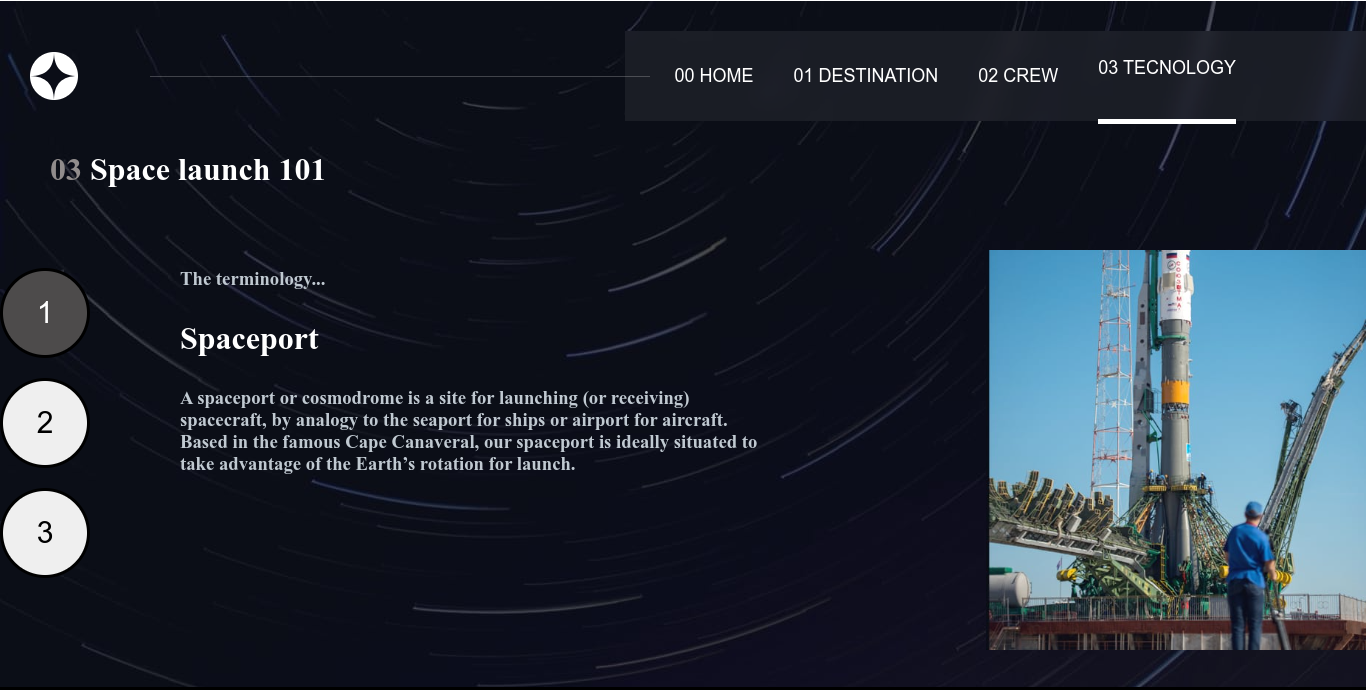 00 HOME 01 DESTINATION 02 CREW 03 TECNOLOGY
03 Space launch 101
The terminology...
1
Spaceport
A spaceport or cosmodrome is a site for launching (or receiving)
spacecraft, by analogy to the seaport for ships or airport for aircraft.
2
Based in the famous Cape Canaveral, our spaceport is ideally situated to
take advantage of the Earth’s rotation for launch.
3